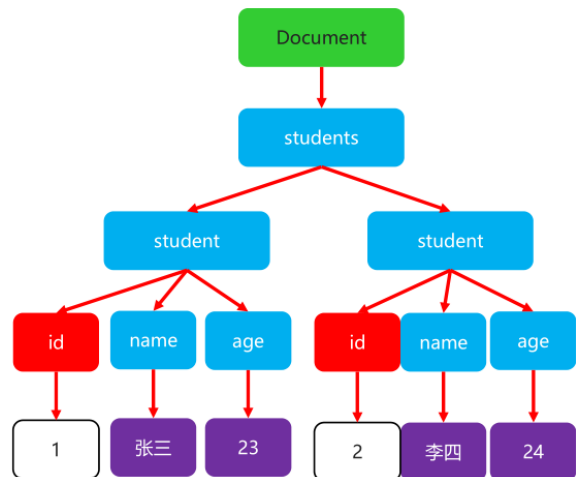 Document
students
student
student
id
name
age
id
name
age
1
张三
23
2
李四
24